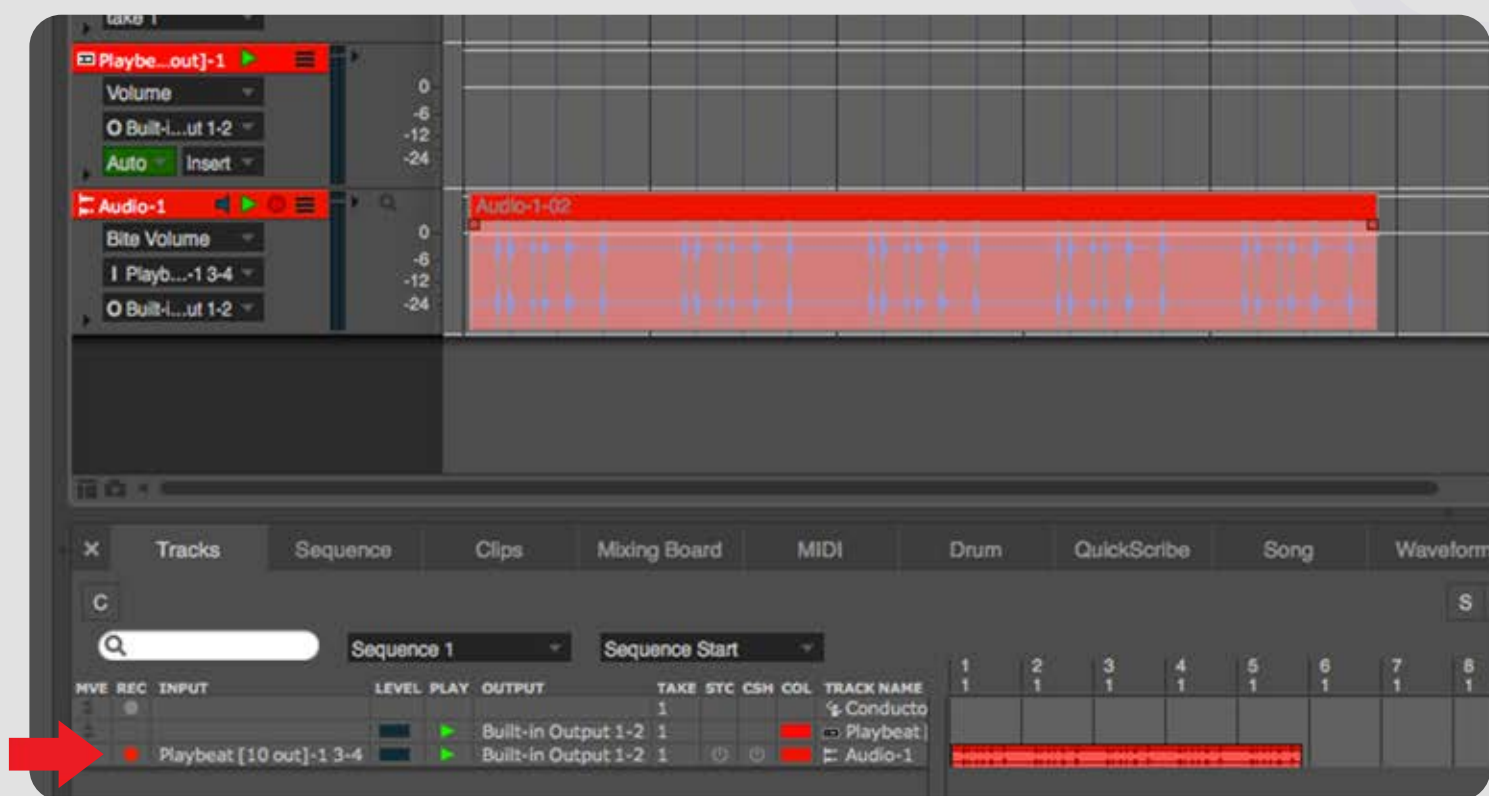 take 1
Playbe...out]-1
Volume
O Built-i...ut 1-2
Auto Insert
0
-6
-12
-24
Audio-1
Bite Volume
I Playb...-1 3-4
O Built-i...ut 1-2
0
-6
-12
-24
Audio-1-02
× Tracks Sequence Clips Mixing Board MIDI Drum QuickScribe Song Waveform
C S
Sequence 1 Sequence Start
1 2 3 4 5 6 7 8
MVE REC INPUT LEVEL PLAY OUTPUT TAKE STC CSH COL TRACK NAME 1 1 1 1 1 1 1 1
1 Conducto
Built-in Output 1-2 1 Playbeat [
Playbeat [10 out]-1 3-4 Built-in Output 1-2 1 Audio-1